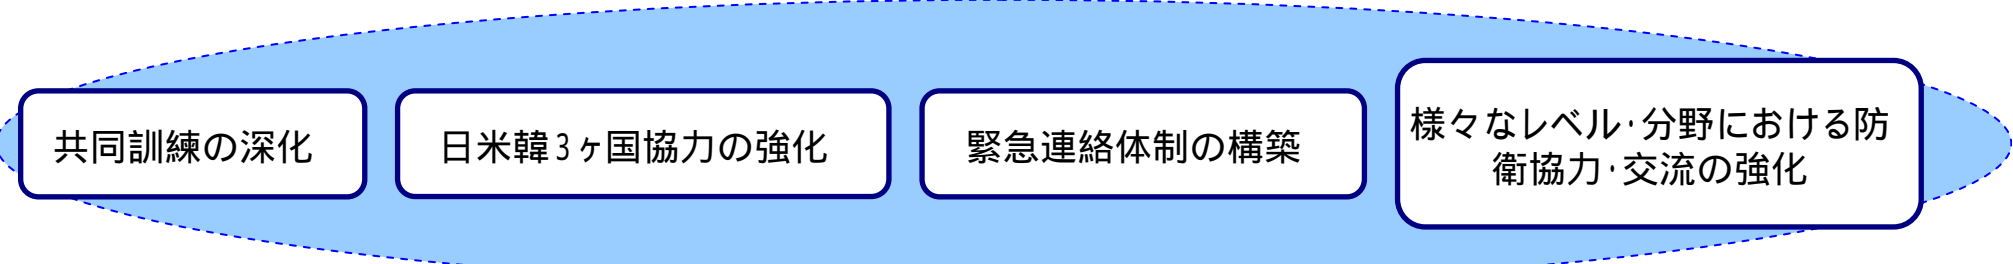 共同訓練の深化
日米韓3ヶ国協力の強化
緊急連絡体制の構築
様々なレベル・分野における防
衛協力・交流の強化